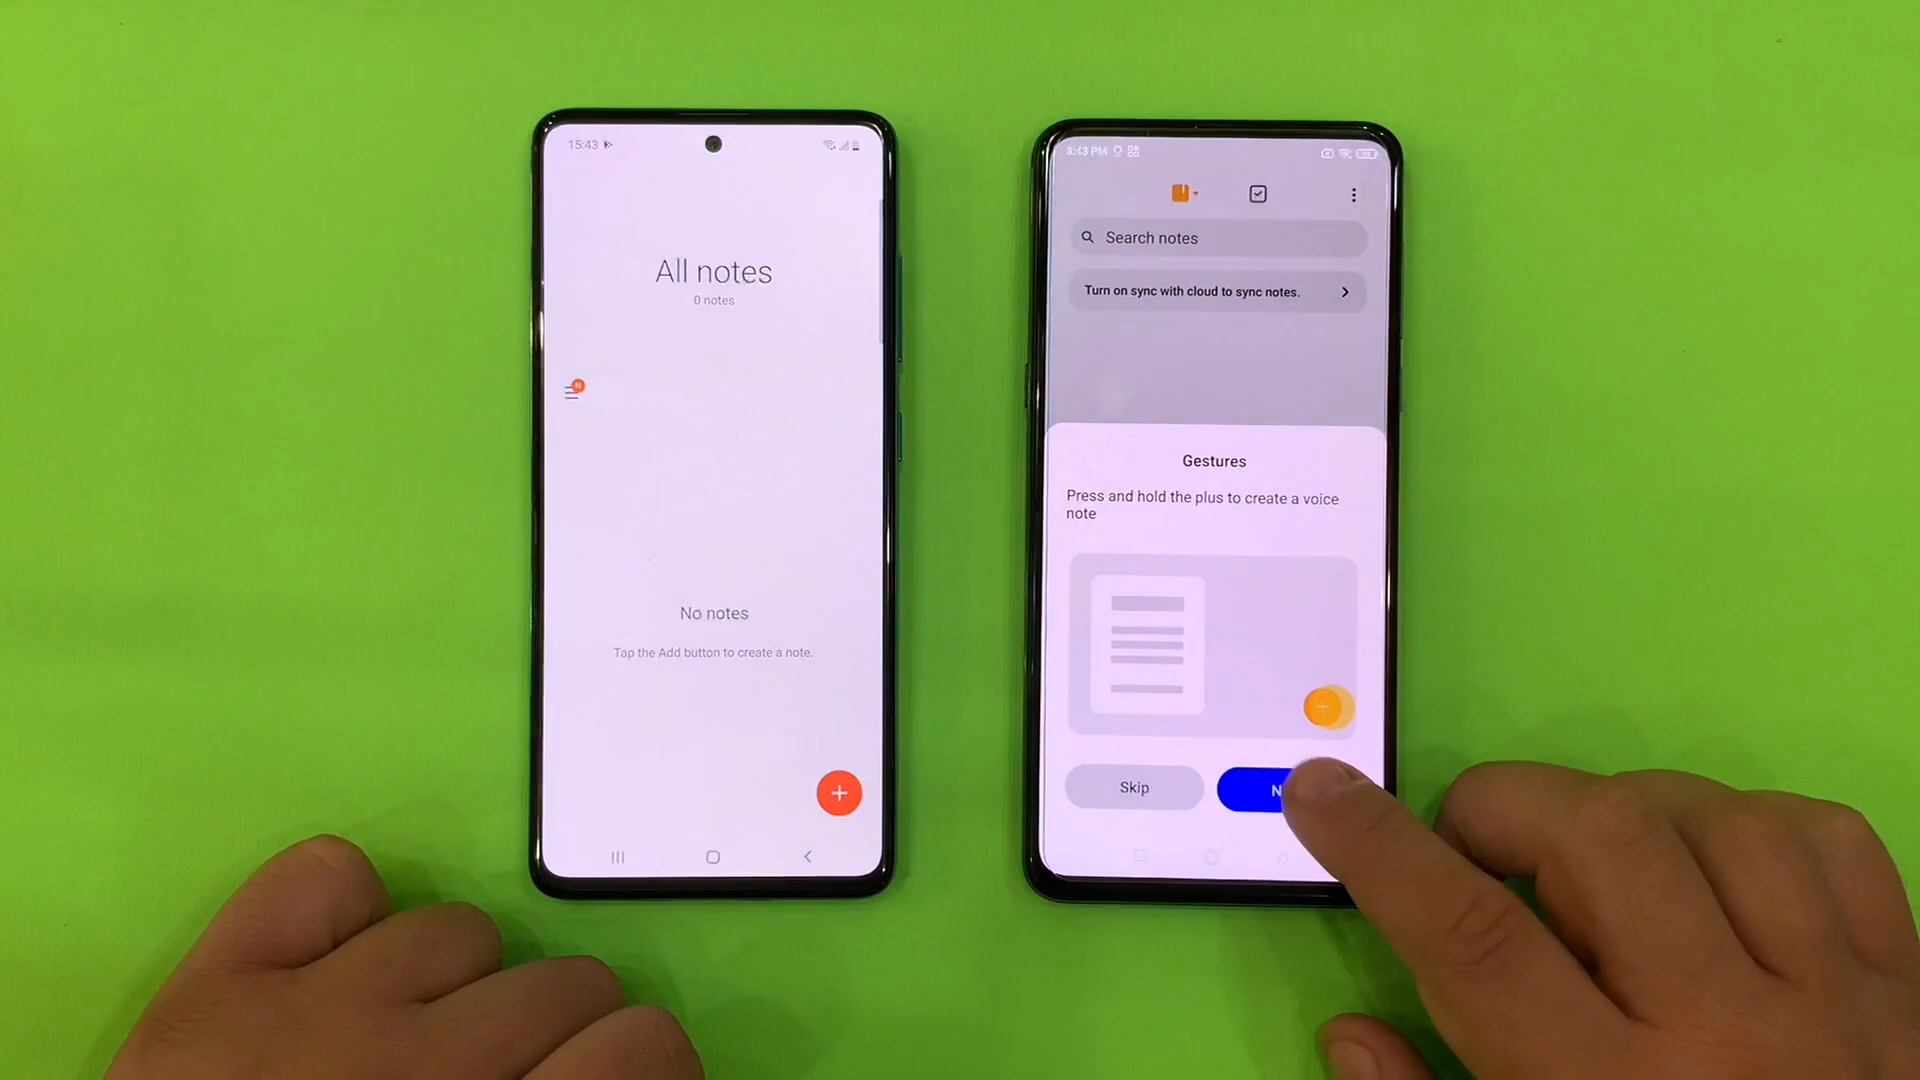 15:43
All notes
0 notes
N
No notes
Tap the Add button to create a note.
3:43 PM
Search notes
Turn on sync with cloud to sync notes.
Gestures
Press and hold the plus to create a voice
note
Skip
N